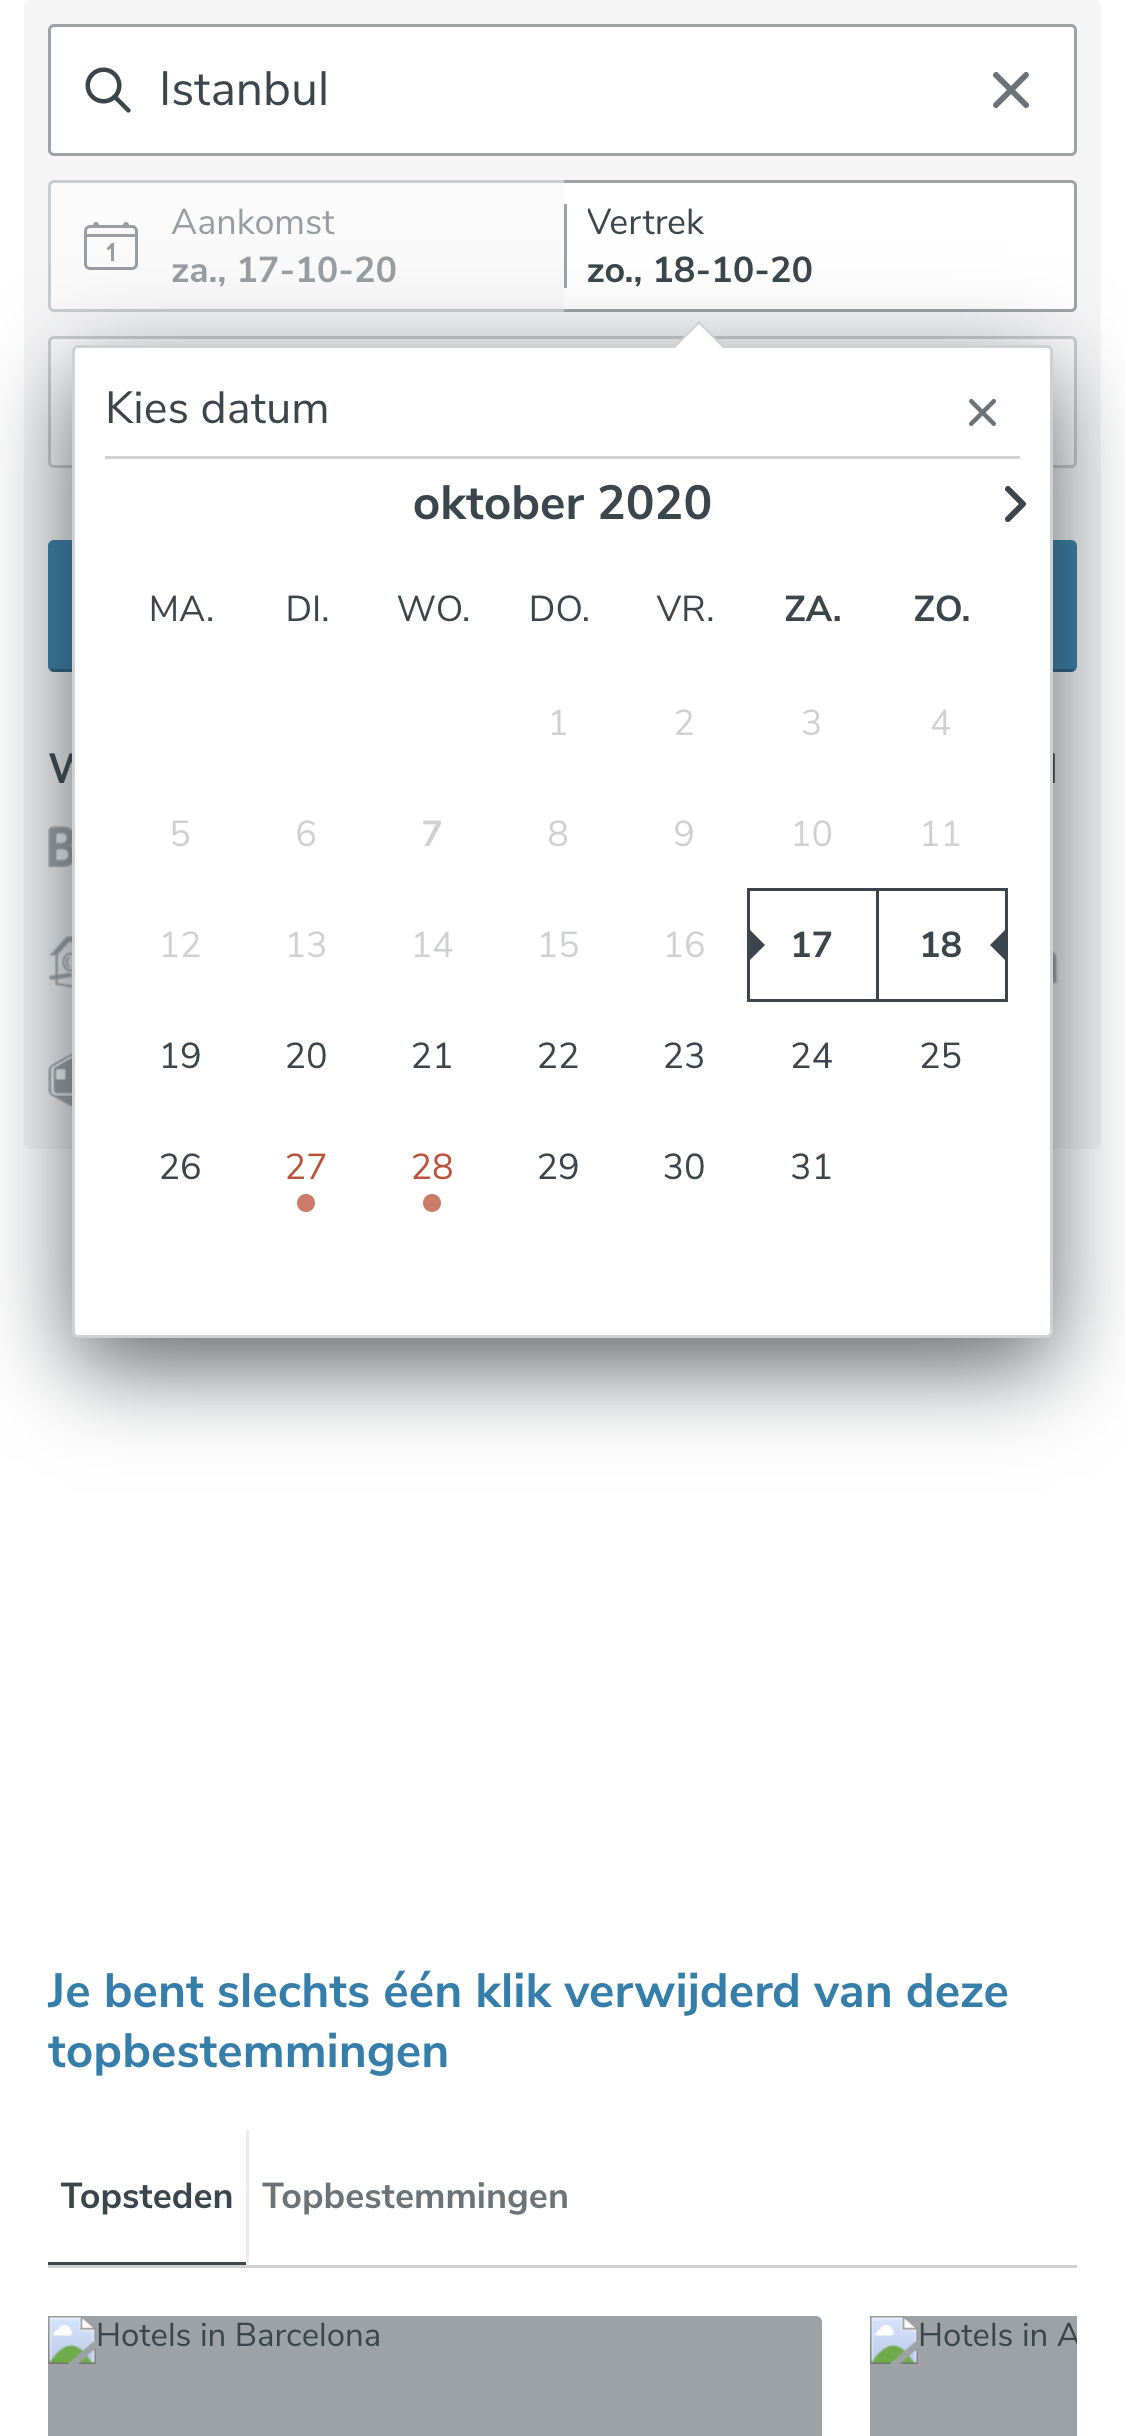 Istanbul
Aankomst
za., 17-10-20
Vertrek
zo., 18-10-20
1
Kies datum
oktober 2020
MA. DI. WO. DO. VR. ZA. ZO.
1 2 3 4
5 6 7 8 9 10 11
12 13 14 15 16 17 18
19 20 21 22 23 24 25
26 27 28 29 30 31
Je bent slechts één klik verwijderd van deze
topbestemmingen
Topsteden Topbestemmingen
Hotels in Barcelona
Hotels in A